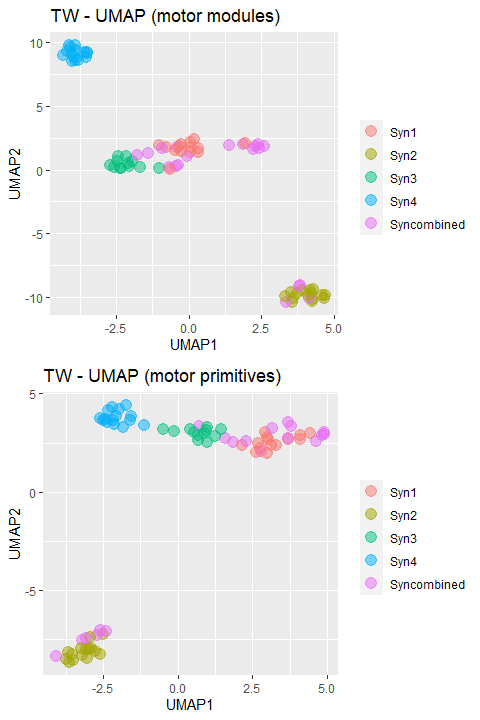 TW - UMAP (motor modules)
10
5
0
-5
-10
UMAP2
-2.5 0.0 2.5 5.0
UMAP1
Syn1
Syn2
Syn3
Syn4
Syncombined
TW - UMAP (motor primitives)
5
0
-5
UMAP2
-2.5 0.0 2.5 5.0
UMAP1
Syn1
Syn2
Syn3
Syn4
Syncombined